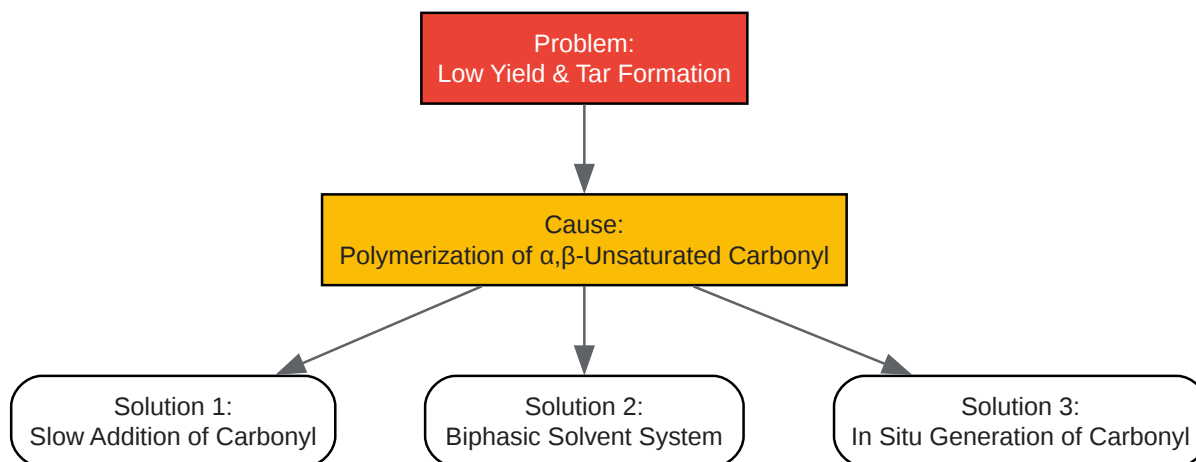 Problem:
Low Yield & Tar Formation
Cause:
Polymerization of α,β-Unsaturated Carbonyl
Solution 1:
Slow Addition of Carbonyl
Solution 2:
Biphasic Solvent System
Solution 3:
In Situ Generation of Carbonyl